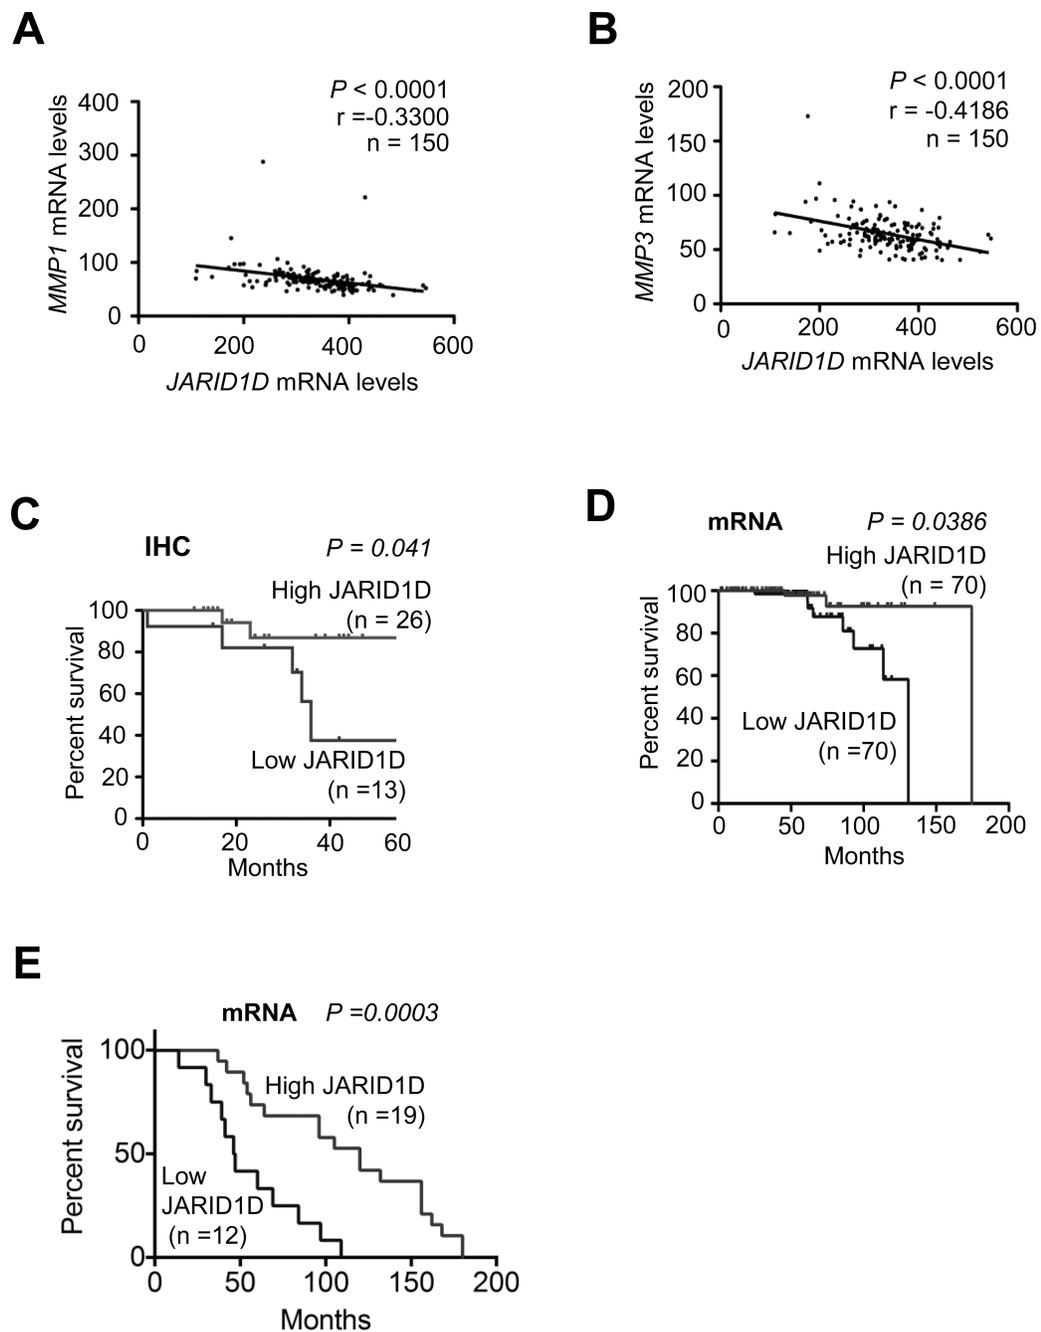 A
P < 0.0001
r =-0.3300
n = 150
MMP1 mRNA levels
400
300
200
100
0
0 200 400 600
JARID1D mRNA levels
B
P < 0.0001
r = -0.4186
n = 150
MMP3 mRNA levels
200
150
100
50
0
0 200 400 600
JARID1D mRNA levels
C
IHC P = 0.041
High JARID1D
(n = 26)
Percent survival
100
80
60
40
20
0
Low JARID1D
(n =13)
0 20 40 60
Months
D
mRNA P = 0.0386
High JARID1D
(n = 70)
Percent survival
100
80
60
40
20
0
Low JARID1D
(n =70)
0 50 100 150 200
Months
E
mRNA P =0.0003
Percent survival
100
50
0
High JARID1D
(n =19)
Low
JARID1D
(n =12)
0 50 100 150 200
Months